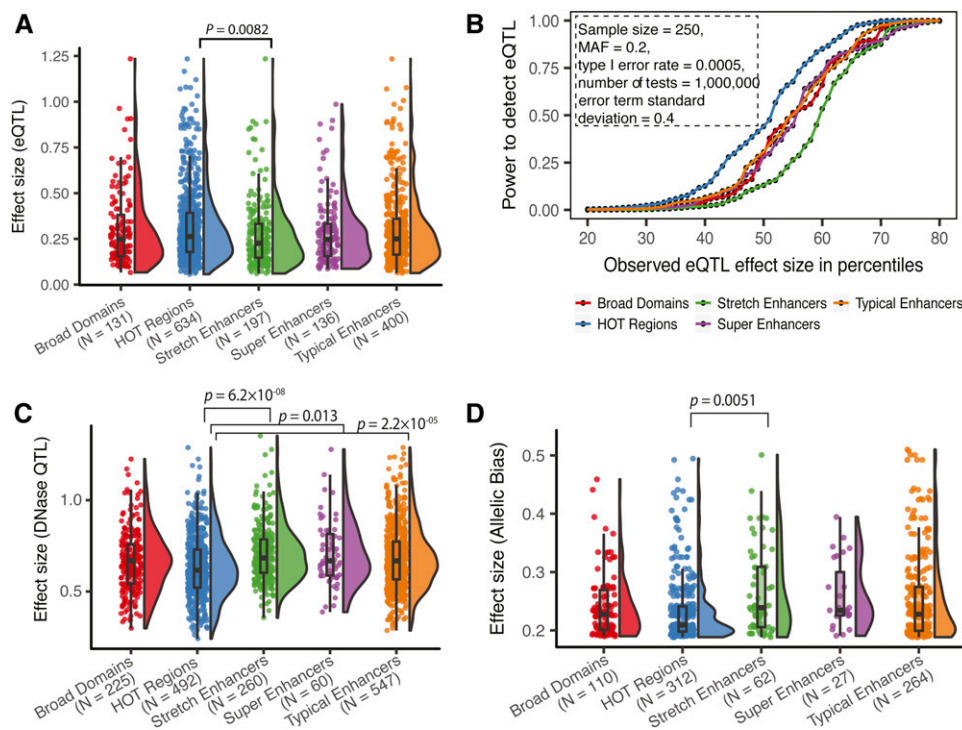 A
P = 0.0082
Effect size (eQTL)
1.25
1.00
0.75
0.50
0.25
0.00
Broad Domains
(N = 131)
HOT Regions
(N = 634)
Stretch Enhancers
(N = 197)
Super Enhancers
(N = 136)
Typical Enhancers
(N = 400)
B
Sample size = 250,
MAF = 0.2,
type I error rate = 0.0005,
number of tests = 1,000,000
error term standard
deviation = 0.4
Power to detect eQTL
1.00
0.75
0.50
0.25
0.00
20 30 40 50 60 70 80
Observed eQTL effect size in percentiles
Broad Domains Stretch Enhancers Typical Enhancers
HOT Regions Super Enhancers
C
p = 6.2×10-08
p = 0.013
p = 2.2×10-05
Effect size (DNase QTL)
1.0
0.5
Broad Domains
(N = 225)
HOT Regions
(N = 492)
Stretch Enhancers
(N = 260)
Super Enhancers
(N = 60)
Typical Enhancers
(N = 547)
D
p = 0.0051
Effect size (Allelic Bias)
0.5
0.4
0.3
0.2
Broad Domains
(N = 110)
HOT Regions
(N = 312)
Stretch Enhancers
(N = 62)
Super Enhancers
(N = 27)
Typical Enhancers
(N = 264)